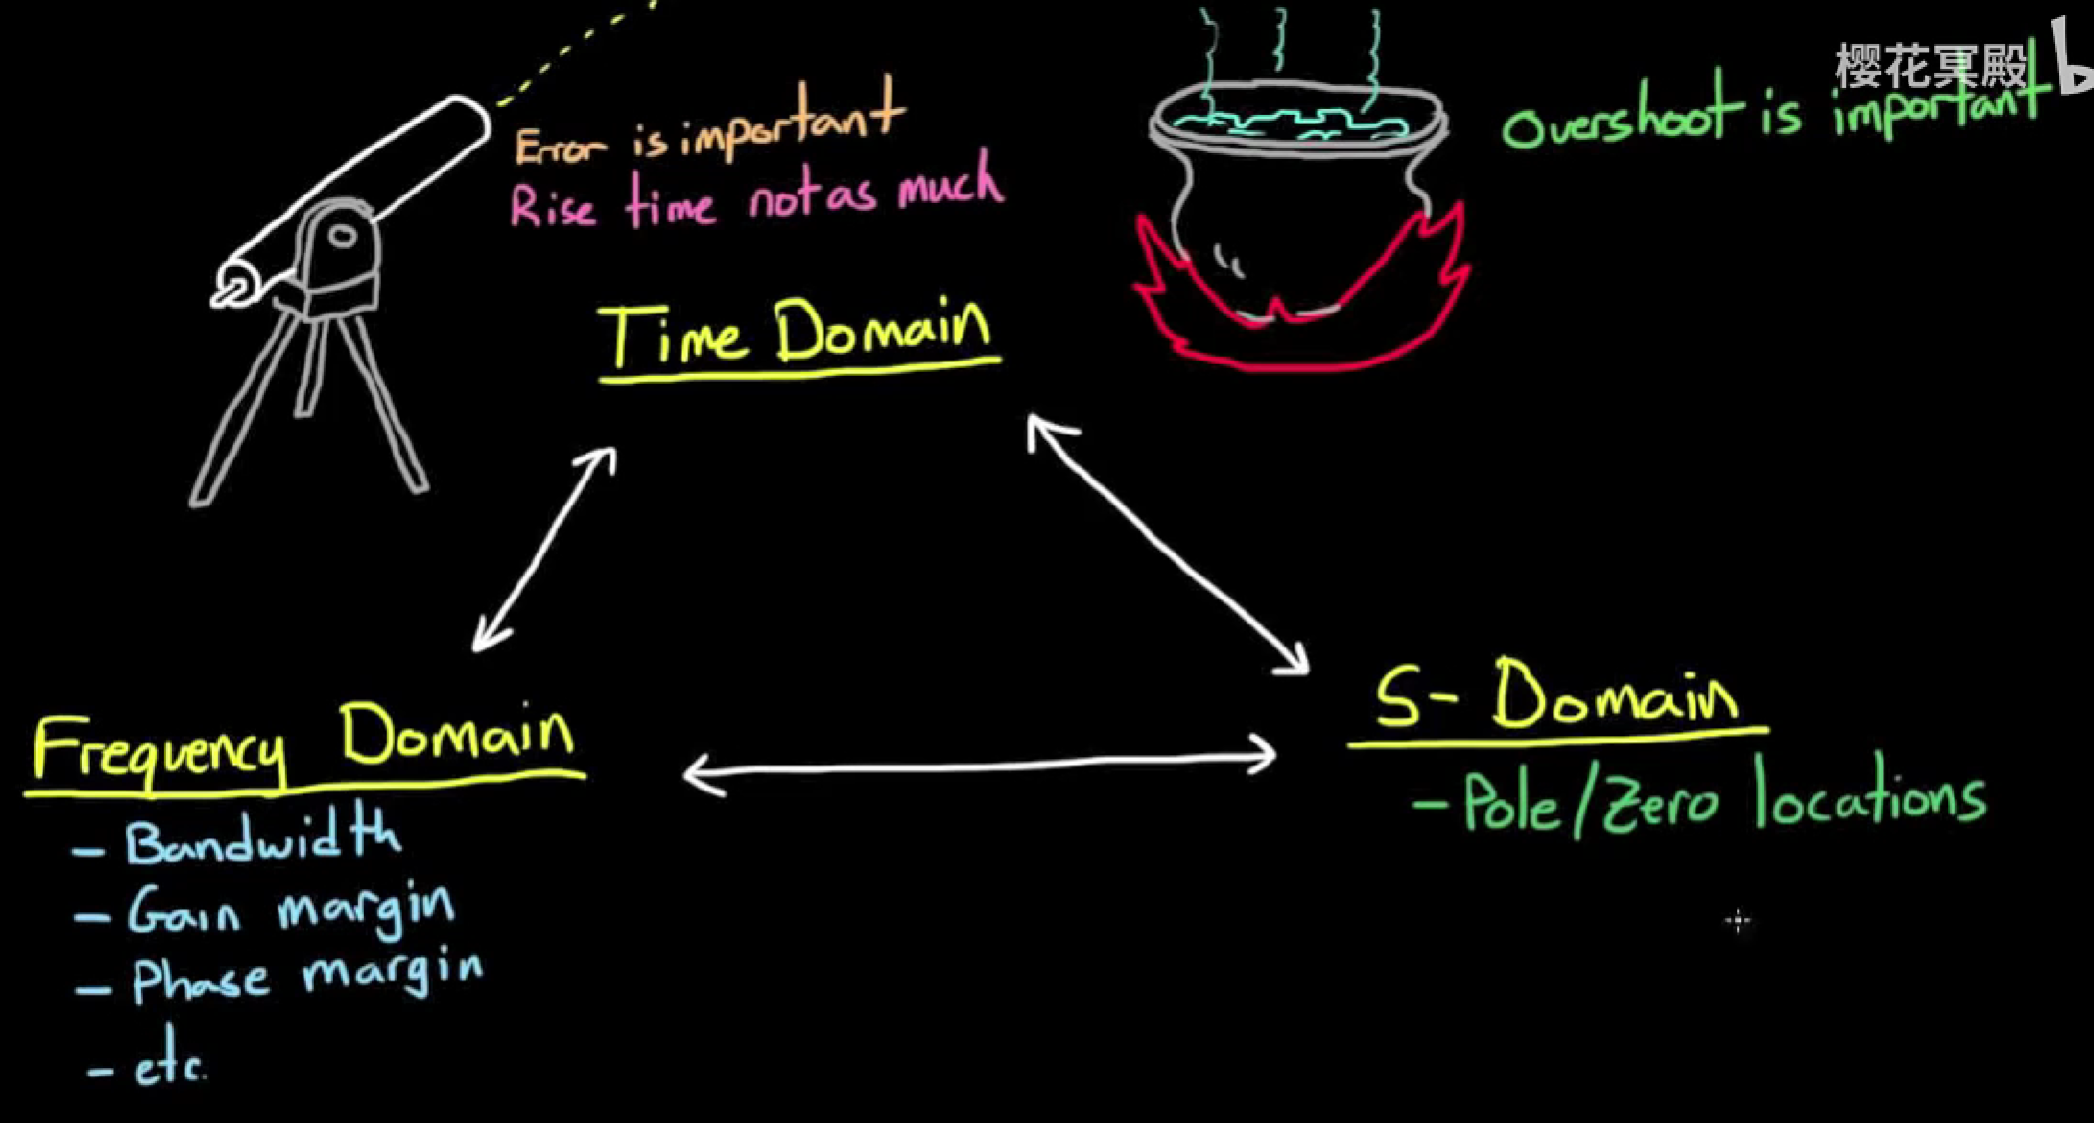 樱花冥殿
Error is important
Rise time not as much
Overshoot is important
Time Domain
Frequency Domain
- Bandwidth
- Gain margin
- Phase margin
- etc.
S- Domain
- Pole/Zero locations